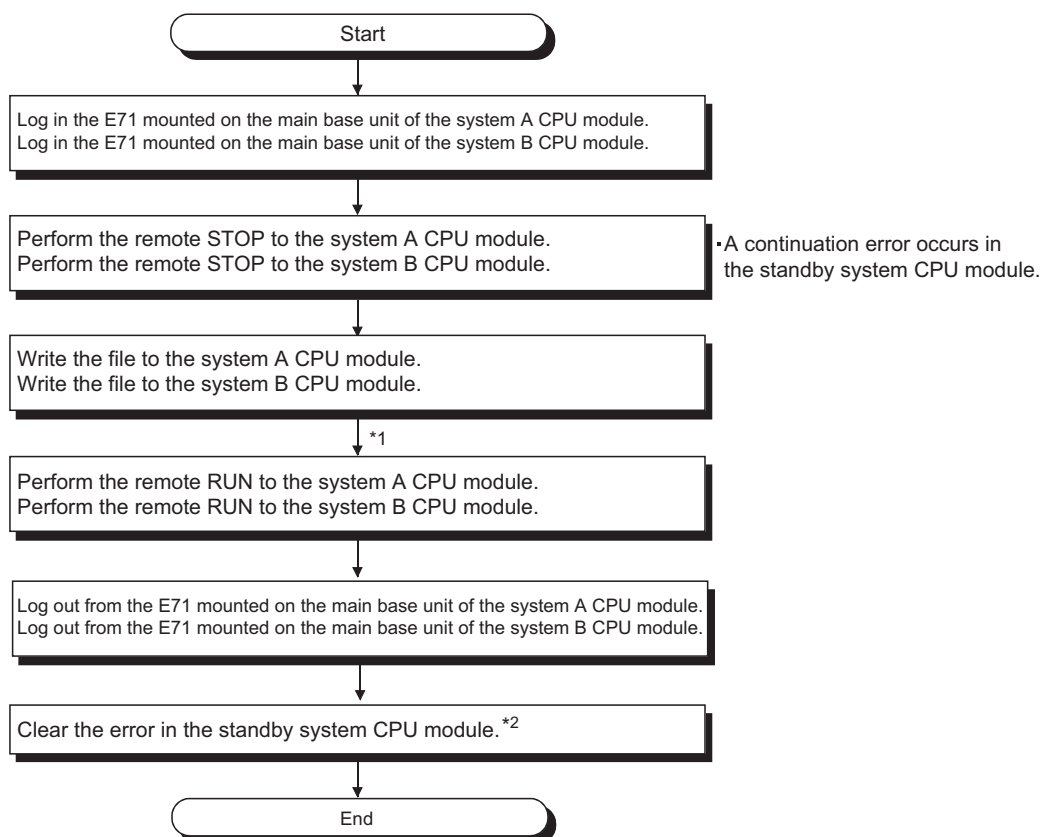 Start
Log in the E71 mounted on the main base unit of the system A CPU module.
Log in the E71 mounted on the main base unit of the system B CPU module.
Perform the remote STOP to the system A CPU module.
Perform the remote STOP to the system B CPU module.
·A continuation error occurs in
the standby system CPU module.
Write the file to the system A CPU module.
Write the file to the system B CPU module.
*1
Perform the remote RUN to the system A CPU module.
Perform the remote RUN to the system B CPU module.
Log out from the E71 mounted on the main base unit of the system A CPU module.
Log out from the E71 mounted on the main base unit of the system B CPU module.
Clear the error in the standby system CPU module.*2
End